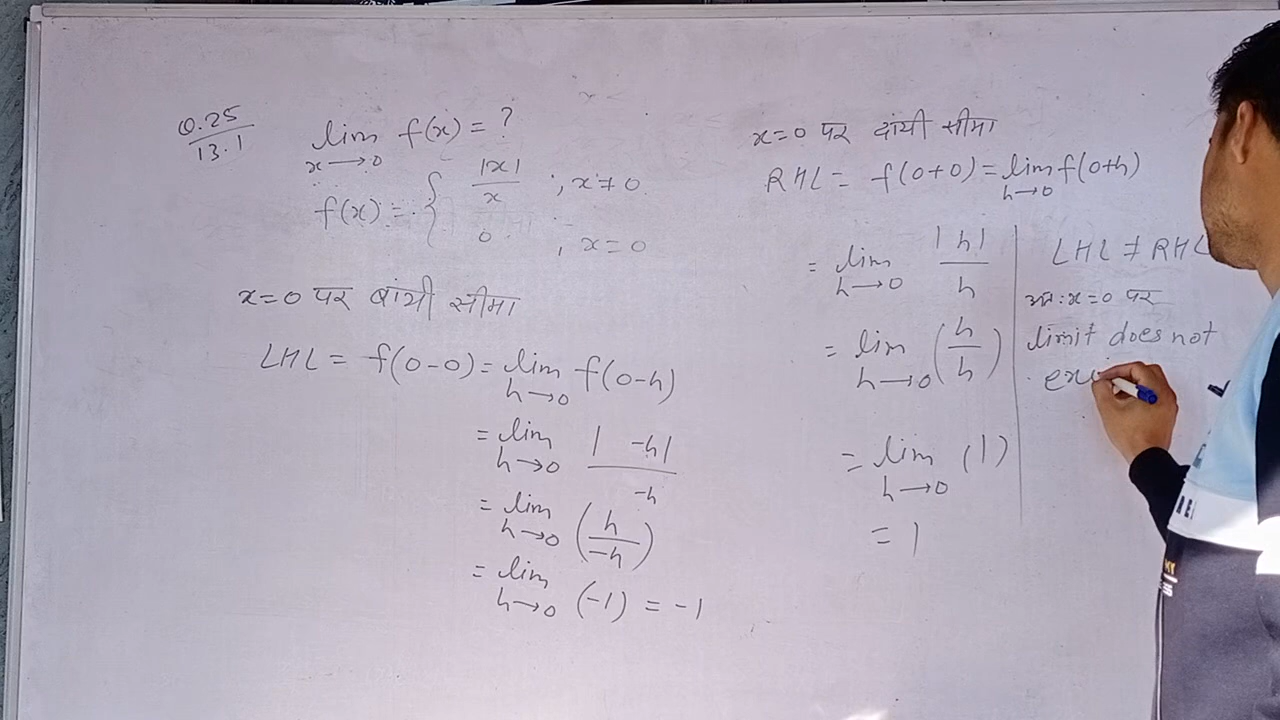 Q.25
13.1
lim f(x) = ?
x→0
f(x) = { |x|/x ; x≠0
0 , x=0
x=0 पर बांयी सीमा
LHL = f(0-0) = lim f(0-h)
h→0
= lim |-h|/-h
h→0
= lim (h/-h)
h→0
= lim (-1) = -1
h→0
x=0 पर दांयी सीमा
RHL = f(0+0) = lim f(0+h)
h→0
= lim |h|/h
h→0
= lim (h/h)
h→0
= lim (1)
h→0
= 1
LHL ≠ RHL
अतः x=0 पर
limit does not